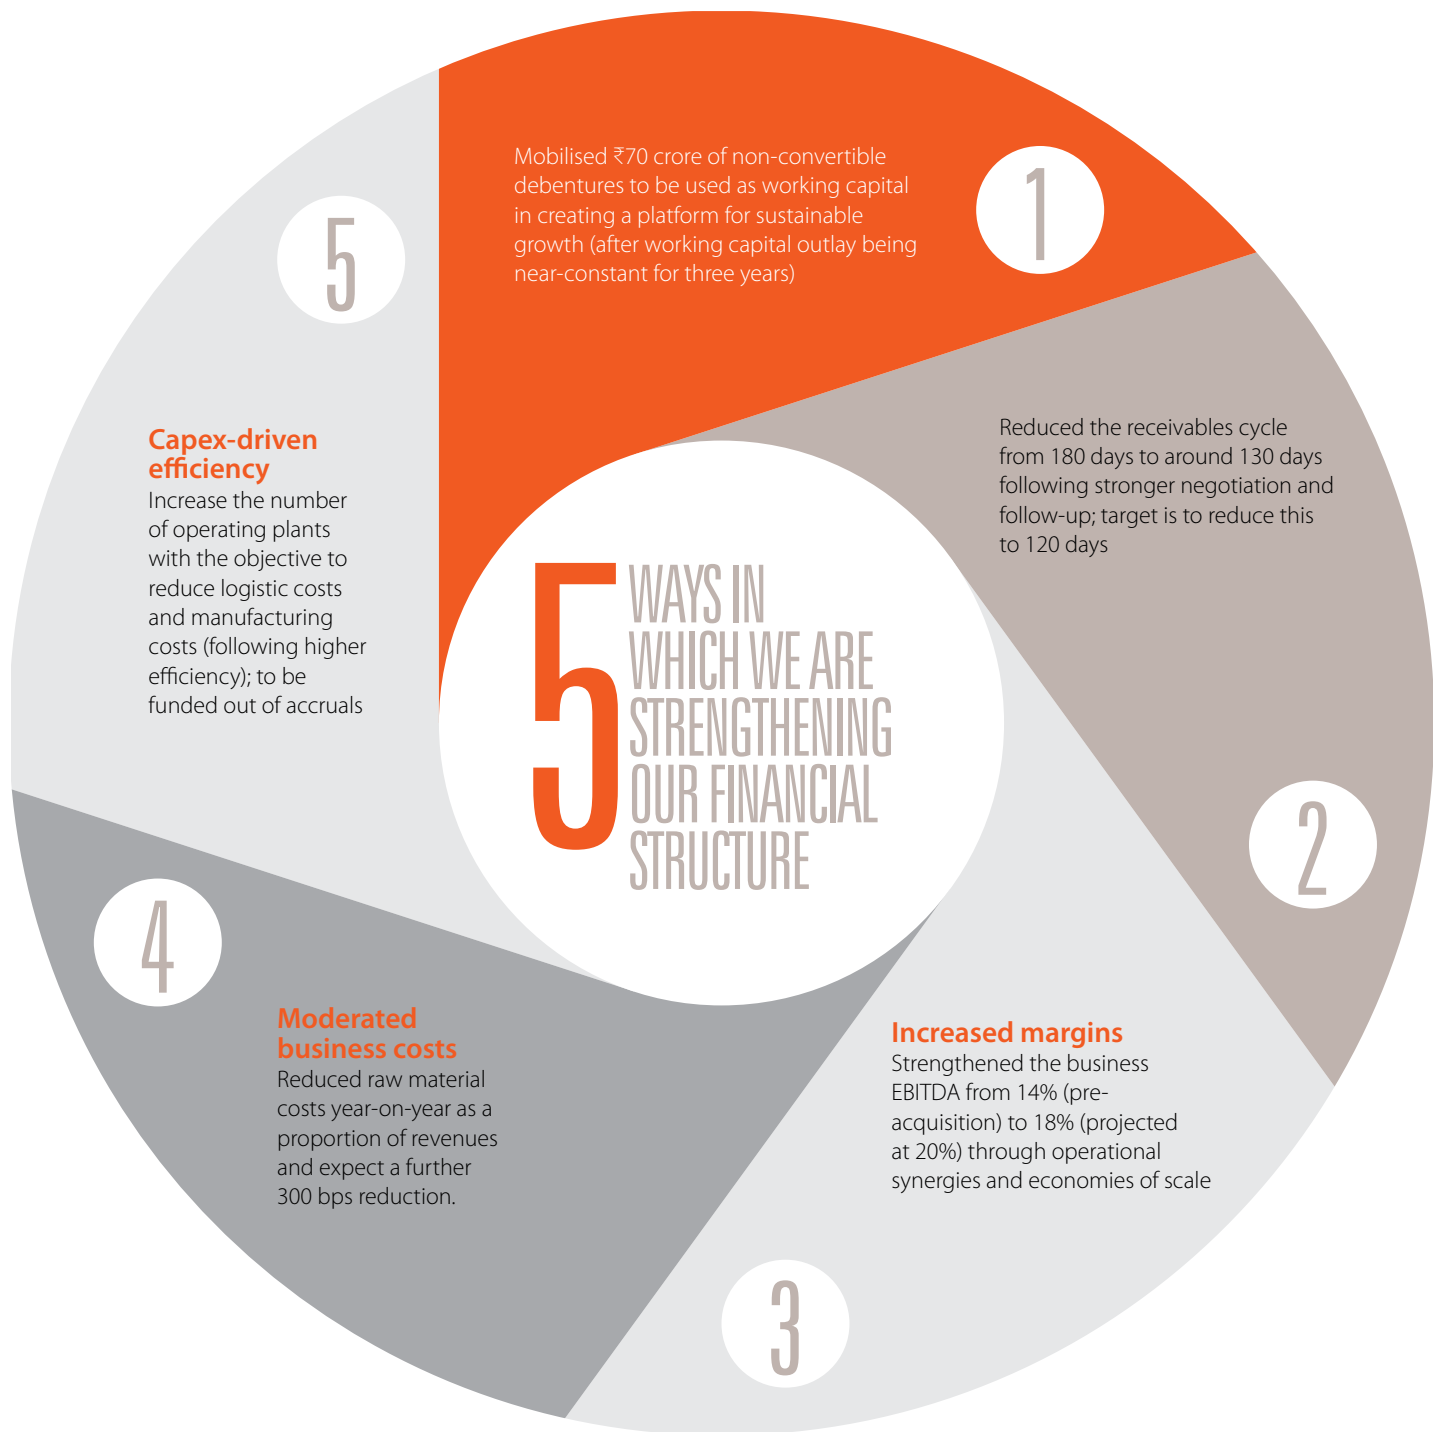 5
WAYS IN
WHICH WE ARE
STRENGTHENING
OUR FINANCIAL
STRUCTURE
1
Mobilised ₹70 crore of non-convertible
debentures to be used as working capital
in creating a platform for sustainable
growth (after working capital outlay being
near-constant for three years)
2
Reduced the receivables cycle
from 180 days to around 130 days
following stronger negotiation and
follow-up; target is to reduce this
to 120 days
3
Increased margins
Strengthened the business
EBITDA from 14% (pre-
acquisition) to 18% (projected
at 20%) through operational
synergies and economies of scale
4
Moderated
business costs
Reduced raw material
costs year-on-year as a
proportion of revenues
and expect a further
300 bps reduction.
5
Capex-driven
efficiency
Increase the number
of operating plants
with the objective to
reduce logistic costs
and manufacturing
costs (following higher
efficiency); to be
funded out of accruals